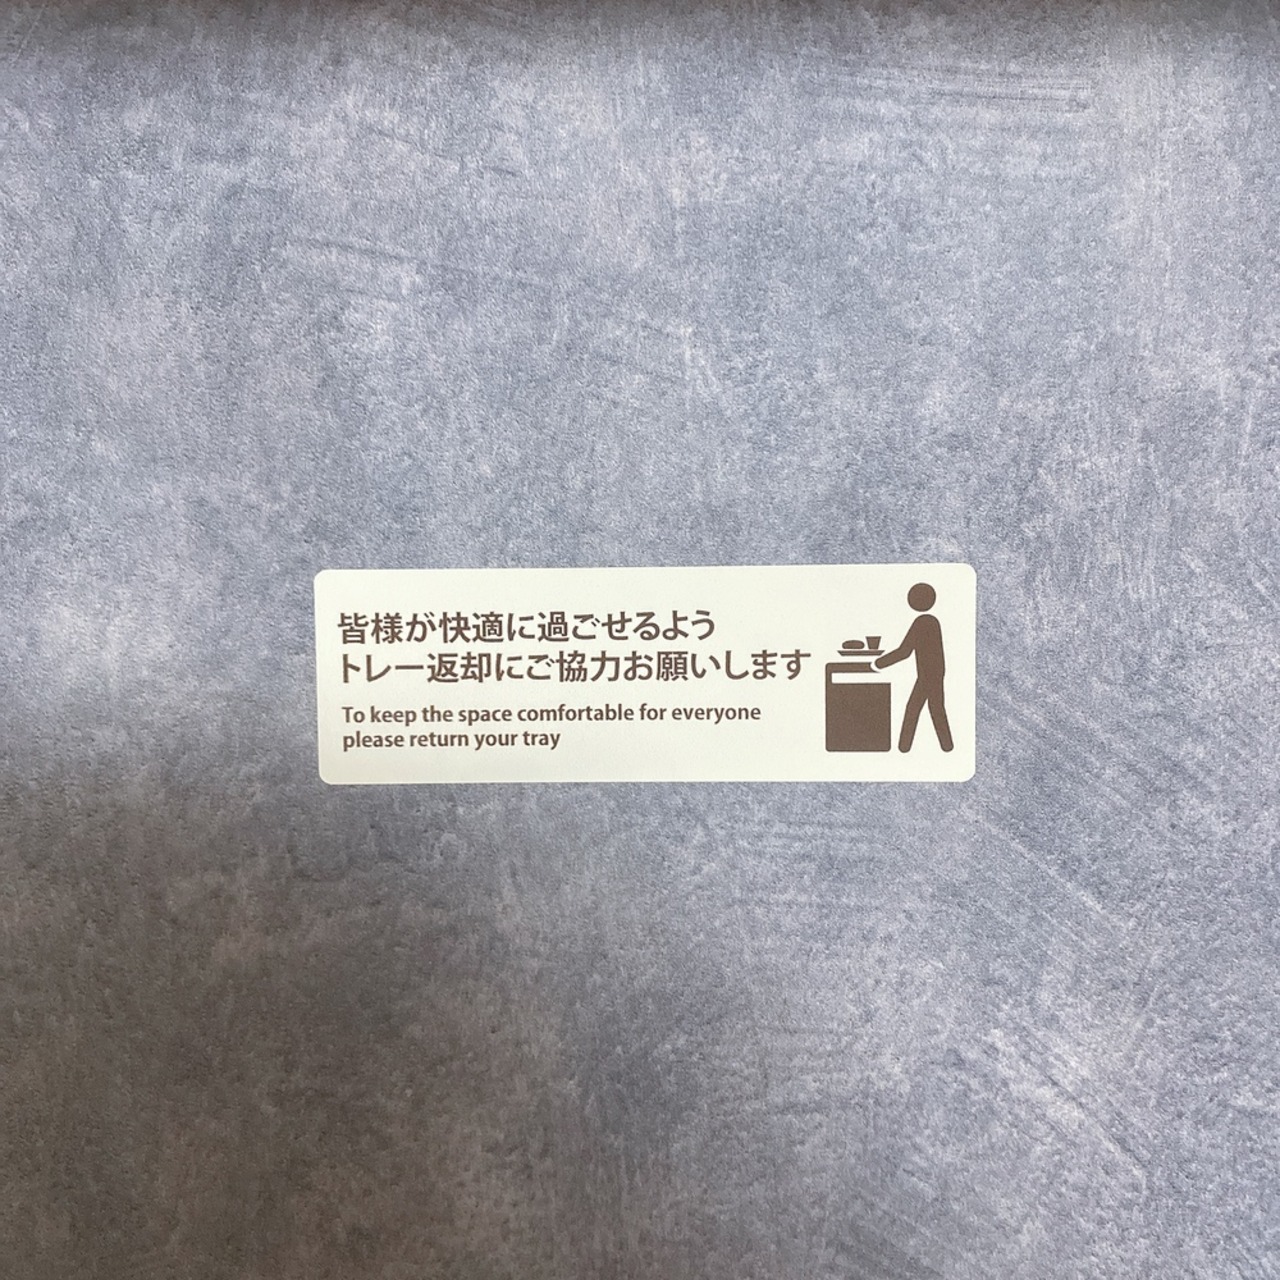 皆様が快適に過ごせるよう
トレー返却にご協力お願いします
To keep the space comfortable for everyone
please return your tray